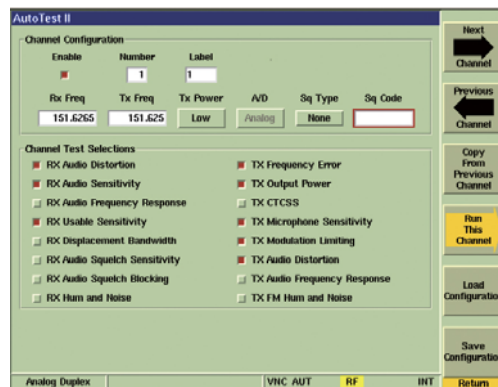 AutoTest II
Channel Configuration
Enable Number Label
1 1
Rx Freq Tx Freq Tx Power A/D Sq Type Sq Code
151.6265 151.625 Low Analog None
Channel Test Selections
RX Audio Distortion TX Frequency Error
RX Audio Sensitivity TX Output Power
RX Audio Frequency Response TX CTCSS
RX Usable Sensitivity TX Microphone Sensitivity
RX Displacement Bandwidth TX Modulation Limiting
RX Audio Squelch Sensitivity TX Audio Distortion
RX Audio Squelch Blocking TX Audio Frequency Response
RX Hum and Noise TX FM Hum and Noise
Analog Duplex VNC AUT RF INT
Next
Channel
Previous
Channel
Copy
From
Previous
Channel
Run
This
Channel
Load
Configuratio
Save
Configuratio
Return